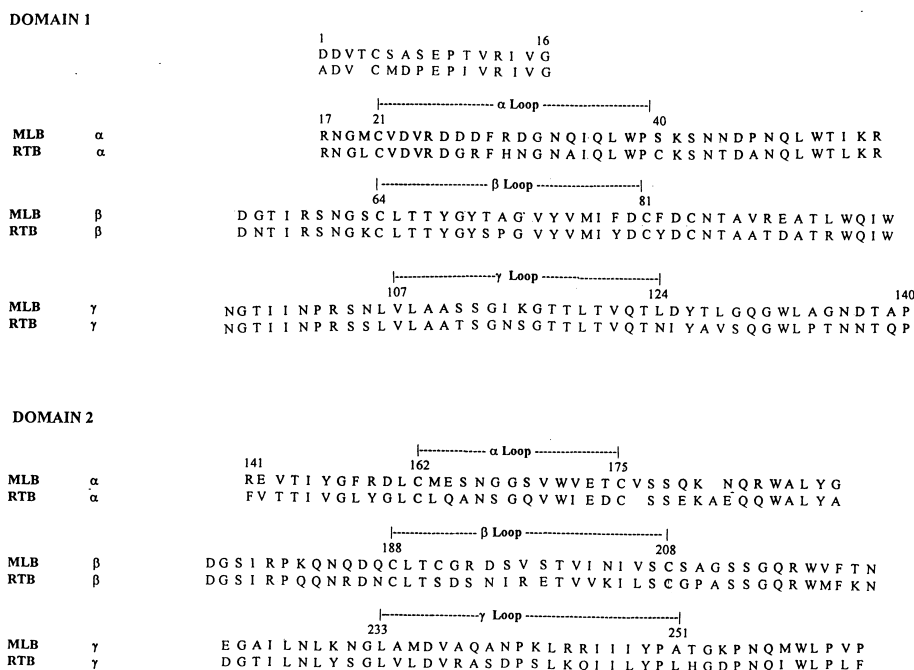 DOMAIN 1
1 16
D D V T C S A S E P T V R I V G
A D V C M D P E P I V R I V G
|----------------------- α Loop ----------------------|
17 21 40
MLB α R N G M C V D V R D D D F R D G N Q I Q L W P S K S N N D P N Q L W T I K R
RTB α R N G L C V D V R D G R F H N G N A I Q L W P C K S N T D A N Q L W T L K R
|---------------------- β Loop ----------------------|
64 81
MLB β D G T I R S N G S C L T T Y G Y T A G V Y V M I F D C F D C N T A V R E A T L W Q I W
RTB β D N T I R S N G K C L T T Y G Y S P G V Y V M I Y D C Y D C N T A A T D A T R W Q I W
|---------------------γ Loop -------------------------|
107 124 140
MLB γ N G T I I N P R S N L V L A A S S G I K G T T L T V Q T L D Y T L G Q G W L A G N D T A P
RTB γ N G T I I N P R S S L V L A A T S G N S G T T L T V Q T N I Y A V S Q G W L P T N N T Q P
DOMAIN 2
|------------ α Loop -----------------|
141 162 175
MLB α R E V T I Y G F R D L C M E S N G G S V W V E T C V S S Q K N Q R W A L Y G
RTB α F V T T I V G L Y G L C L Q A N S G Q V W I E D C S S E K A E Q Q W A L Y A
|------------------ β Loop -----------------------------|
188 208
MLB β D G S I R P K Q N Q D Q C L T C G R D S V S T V I N I V S C S A G S S G Q R W V F T N
RTB β D G S I R P Q Q N R D N C L T S D S N I R E T V V K I L S C G P A S S G Q R W M F K N
|----------------- γ Loop ------------------------------|
233 251
MLB γ E G A I L N L K N G L A M D V A Q A N P K L R R I I I Y P A T G K P N Q M W L P V P
RTB γ D G T I L N L Y S G L V L D V R A S D P S L K Q I I L Y P L H G D P N Q I W L P L F